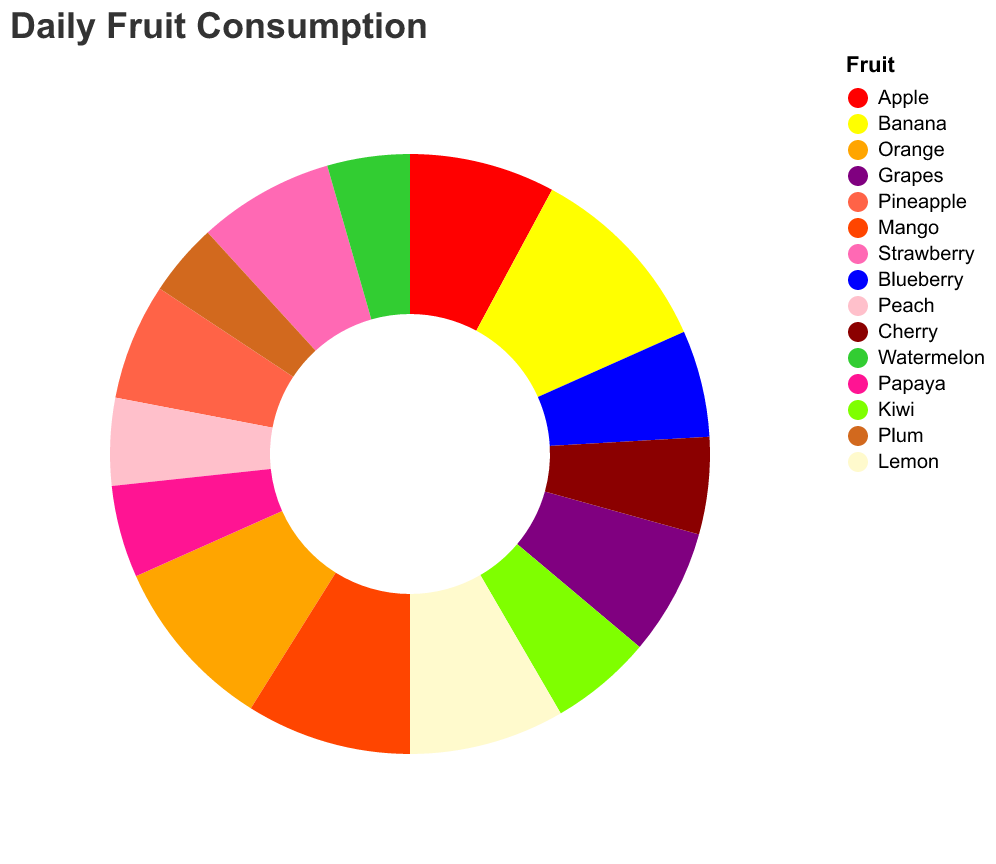 Daily Fruit Consumption
Fruit
Apple
Banana
Orange
Grapes
Pineapple
Mango
Strawberry
Blueberry
Peach
Cherry
Watermelon
Papaya
Kiwi
Plum
Lemon